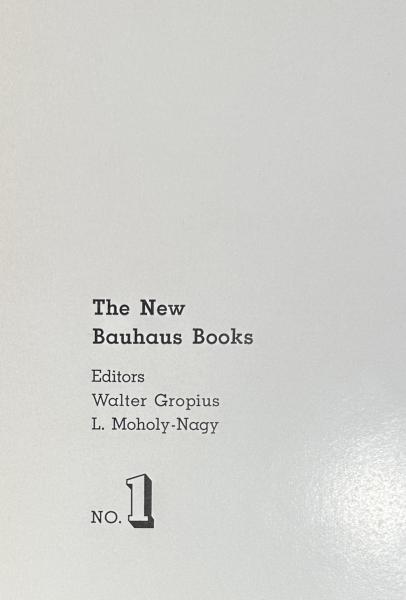 The New
Bauhaus Books
Editors
Walter Gropius
L. Moholy-Nagy
NO. 1